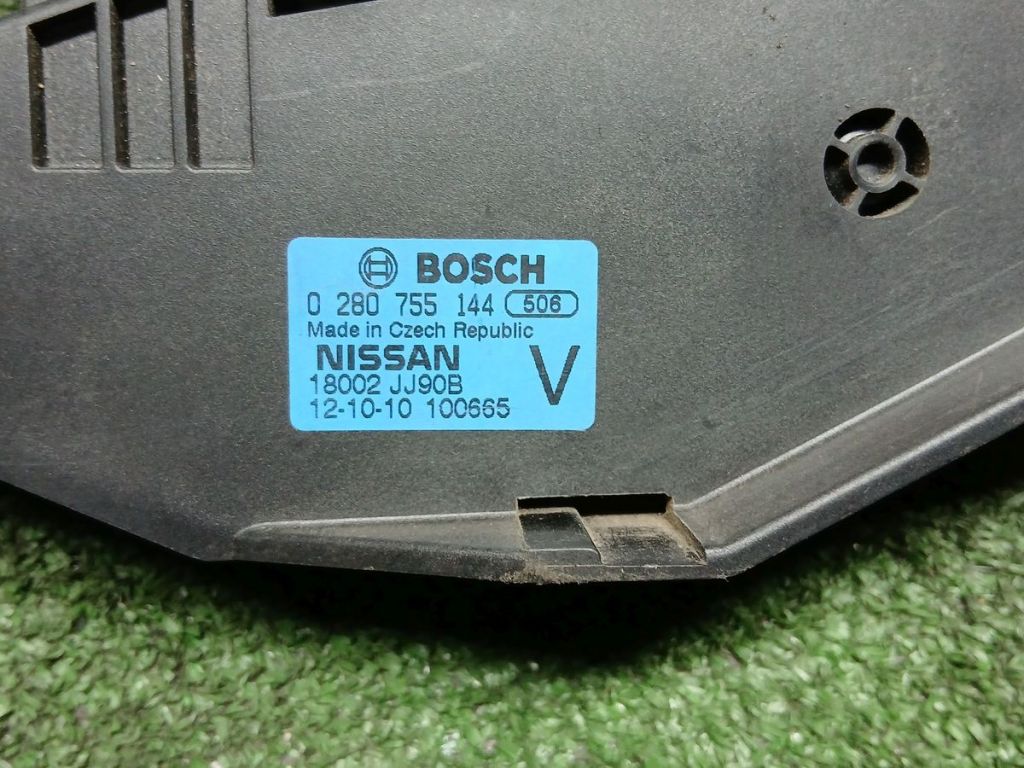 BOSCH
0 280 755 144 506
Made in Czech Republic
NISSAN V
18002 JJ90B
12-10-10 100665